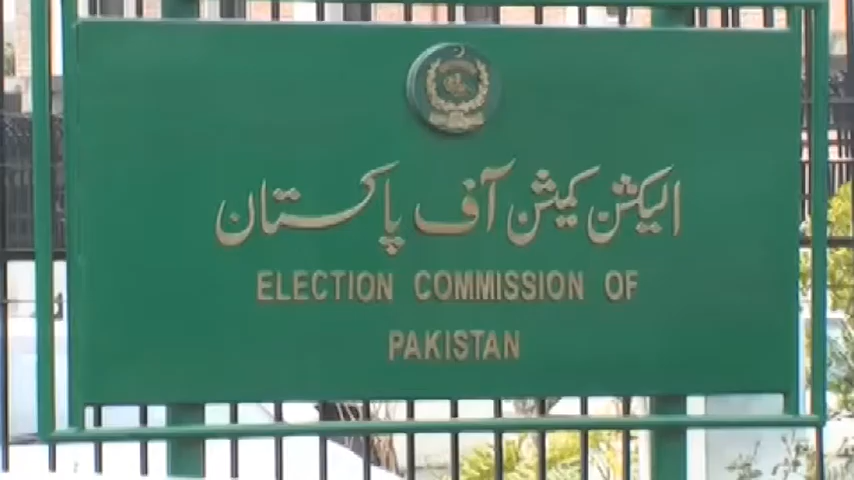 الیکشن کمیشن آف پاکستان
ELECTION COMMISSION OF
PAKISTAN